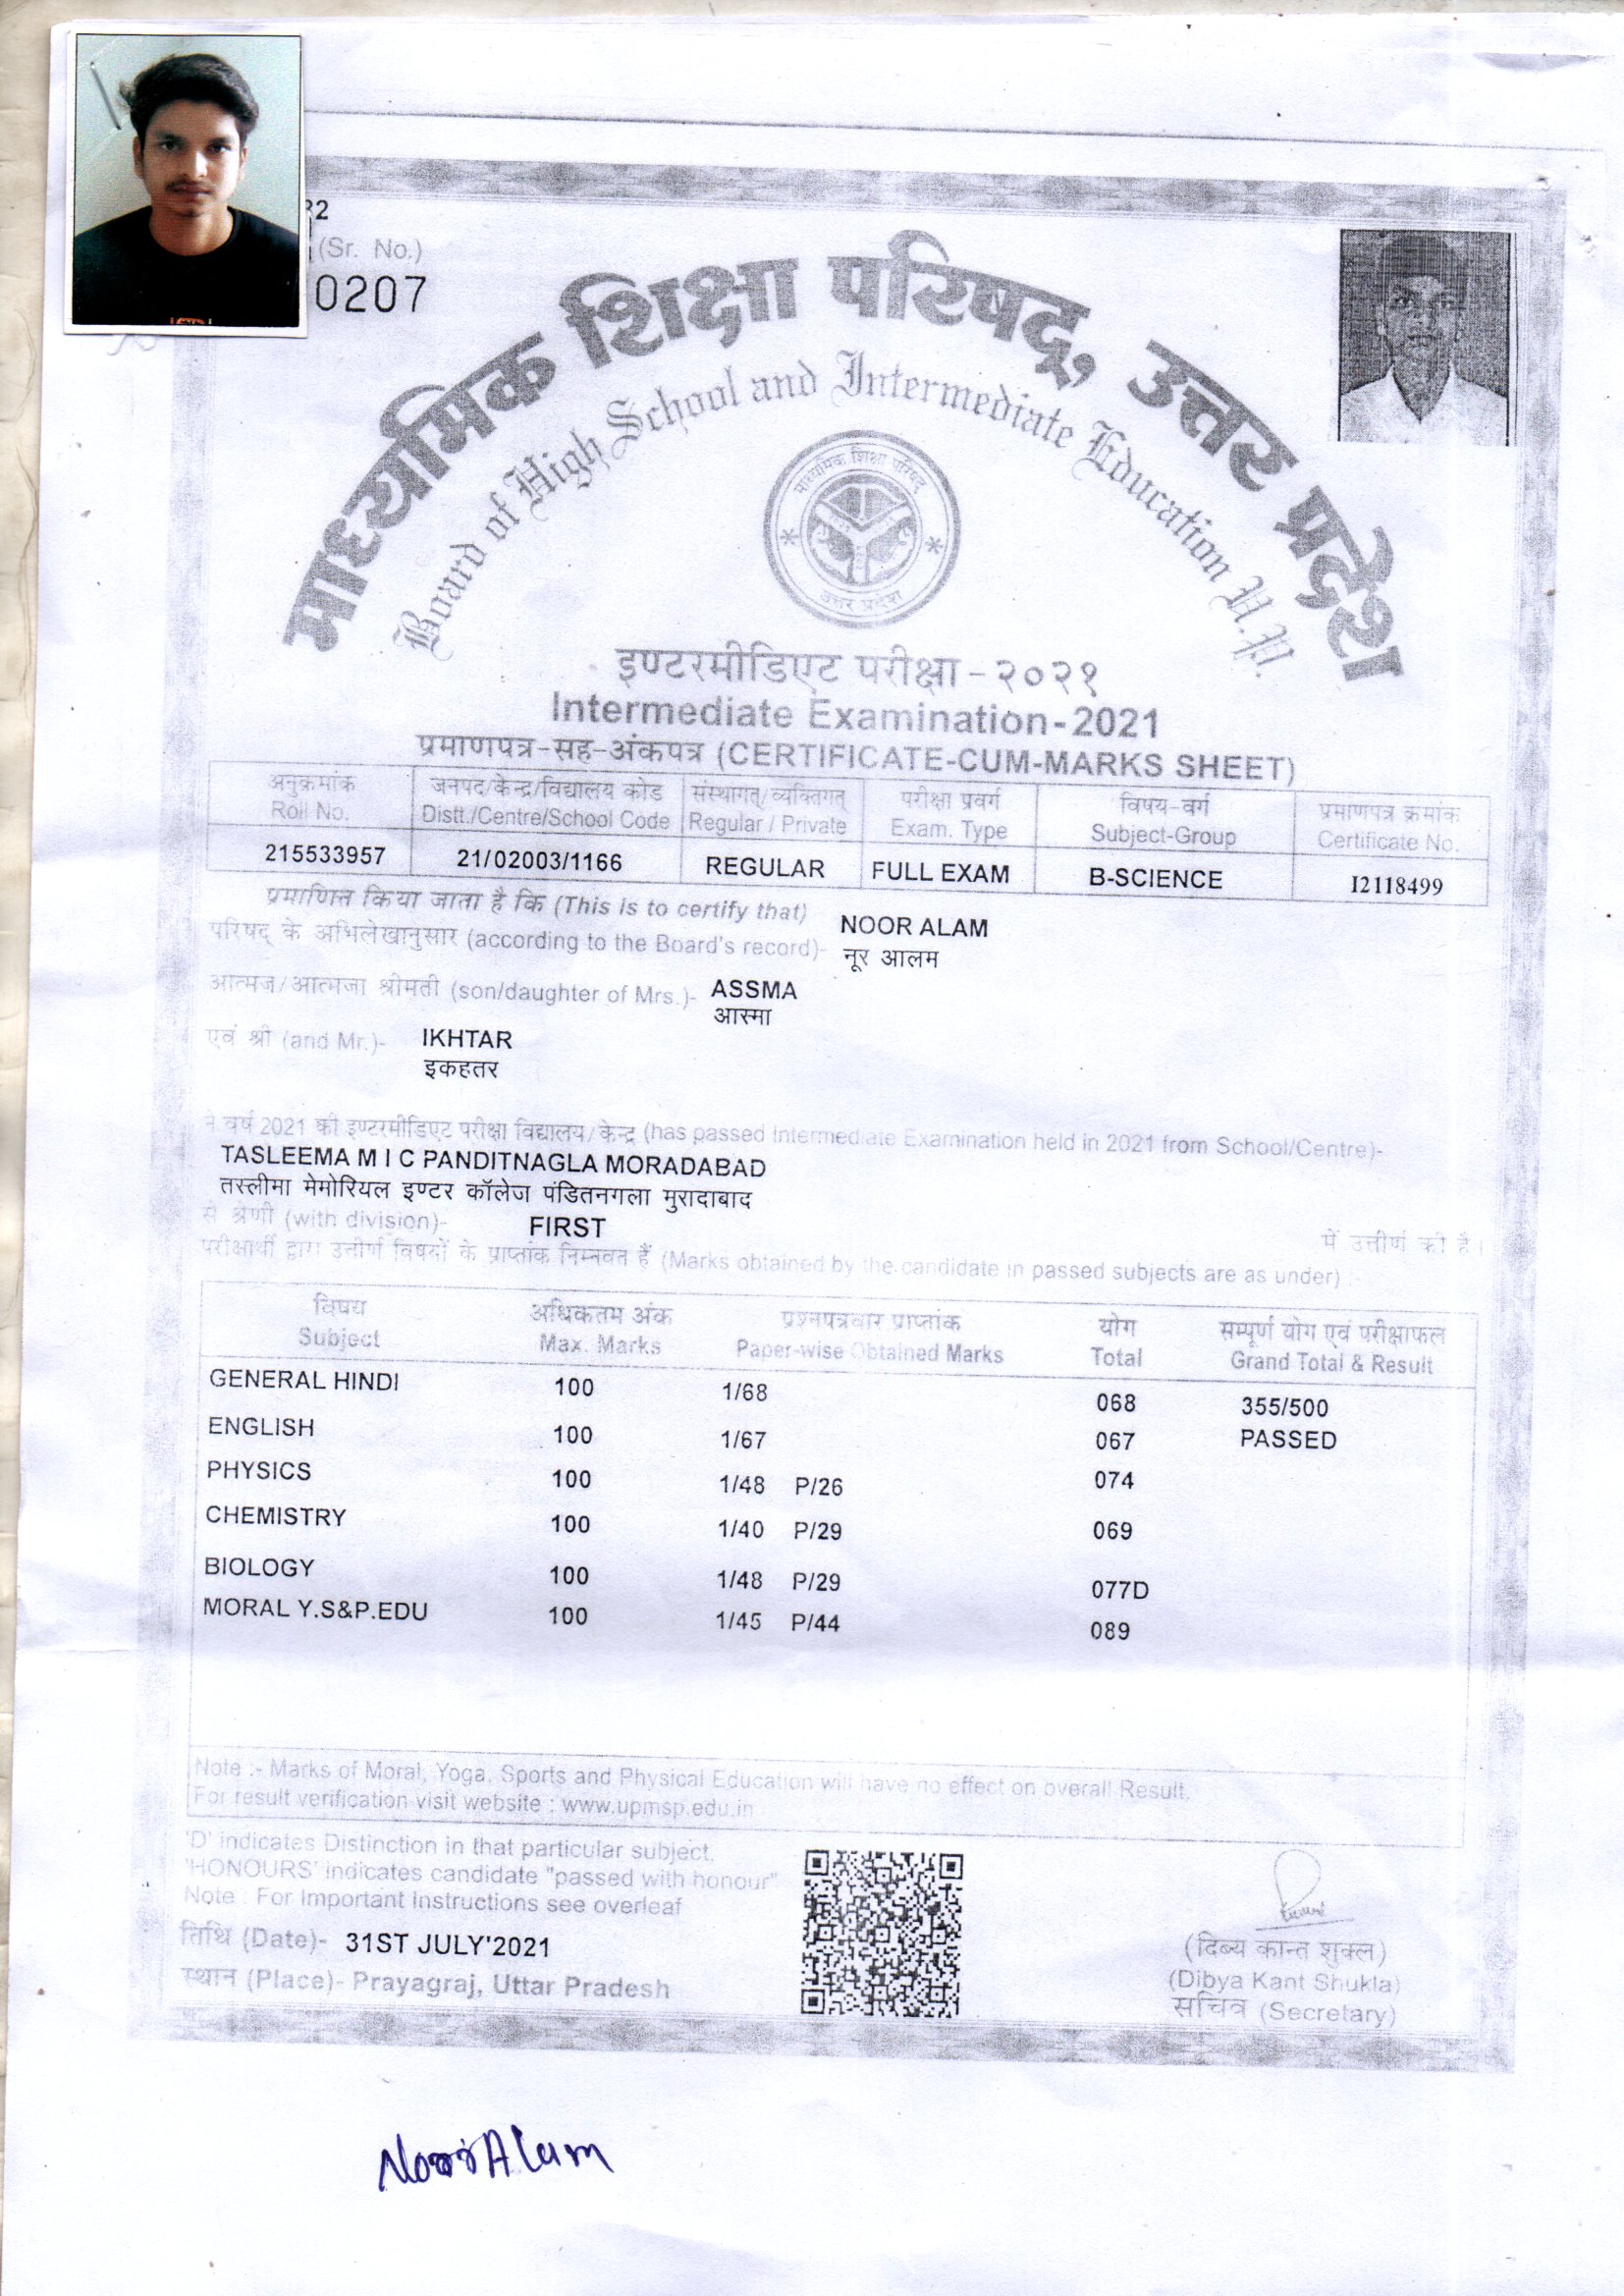 R2
(Sr. No.)
0207
माध्यमिक शिक्षा परिषद्, उत्तर प्रदेश
Board of High School and Intermediate Education U.P.
माध्यमिक शिक्षा परिषद्
उत्तर प्रदेश
इण्टरमीडिएट परीक्षा-२०२१
Intermediate Examination-2021
प्रमाणपत्र-सह-अंकपत्र (CERTIFICATE-CUM-MARKS SHEET)
अनुक्रमांक जनपद/केन्द्र/विद्यालय कोड संस्थागत/व्यक्तिगत् परीक्षा प्रवर्ग विषय-वर्ग प्रमाणपत्र क्रमांक
Roll No. Distt./Centre/School Code Regular / Private Exam. Type Subject-Group Certificate No.
215533957 21/02003/1166 REGULAR FULL EXAM B-SCIENCE I2118499
प्रमाणित किया जाता है कि (This is to certify that) NOOR ALAM
परिषद् के अभिलेखानुसार (according to the Board's record)- नूर आलम
आत्मज/आत्मजा श्रीमती (son/daughter of Mrs.)- ASSMA
आस्मा
एवं श्री (and Mr.)- IKHTAR
इकहतर
ने वर्ष 2021 की इण्टरमीडिएट परीक्षा विद्यालय/केन्द्र (has passed Intermediate Examination held in 2021 from School/Centre)-
TASLEEMA M I C PANDITNAGLA MORADABAD
तस्लीमा मेमोरियल इण्टर कॉलेज पंडितनगला मुरादाबाद
से श्रेणी (with division)- FIRST में उत्तीर्ण की है।
परीक्षार्थी द्वारा उत्तीर्ण विषयों के प्राप्तांक निम्नवत हैं (Marks obtained by the candidate in passed subjects are as under) :-
विषय अधिकतम अंक प्रश्नपत्रवार प्राप्तांक योग सम्पूर्ण योग एवं परीक्षाफल
Subject Max. Marks Paper-wise Obtained Marks Total Grand Total & Result
GENERAL HINDI 100 1/68 068 355/500
ENGLISH 100 1/67 067 PASSED
PHYSICS 100 1/48 P/26 074
CHEMISTRY 100 1/40 P/29 069
BIOLOGY 100 1/48 P/29 077D
MORAL Y.S&P.EDU 100 1/45 P/44 089
Note :- Marks of Moral, Yoga, Sports and Physical Education will have no effect on overall Result.
For result verification visit website : www.upmsp.edu.in
'D' indicates Distinction in that particular subject.
'HONOURS' indicates candidate "passed with honour"
Note : For Important Instructions see overleaf
तिथि (Date)- 31ST JULY'2021
स्थान (Place)- Prayagraj, Uttar Pradesh
(दिब्य कान्त शुक्ल)
(Dibya Kant Shukla)
सचिव (Secretary)
Noor Alam